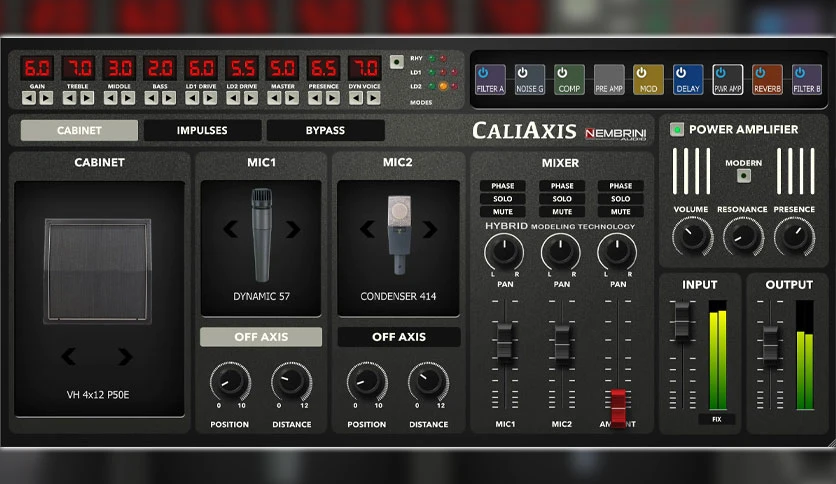 6.0 7.0 3.0 2.0 6.0 5.5 5.0 6.5 7.0
GAIN TREBLE MIDDLE BASS LD1 DRIVE LD2 DRIVE MASTER PRESENCE DYN VOICE
RHY
LD1
LD2
MODES
FILTER A NOISE G COMP PRE AMP MOD DELAY PWR AMP REVERB FILTER B
CABINET IMPULSES BYPASS
CALIAXIS NEMBRINI
AUDIO
POWER AMPLIFIER
MODERN
VOLUME RESONANCE PRESENCE
CABINET
VH 4x12 P50E
MIC1
DYNAMIC 57
OFF AXIS
0 10 0 12
POSITION DISTANCE
MIC2
CONDENSER 414
OFF AXIS
0 10 0 12
POSITION DISTANCE
MIXER
PHASE PHASE PHASE
SOLO SOLO SOLO
MUTE MUTE MUTE
HYBRID MODELING TECHNOLOGY
L R L R L R
PAN PAN PAN
MIC1 MIC2
INPUT
FIX
OUTPUT